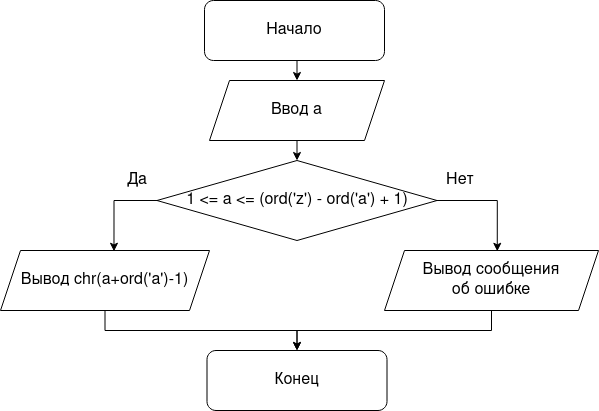 Начало
Ввод a
Да
Нет
1 <= a <= (ord('z') - ord('a') + 1)
Вывод chr(a+ord('a')-1)
Вывод сообщения
об ошибке
Конец